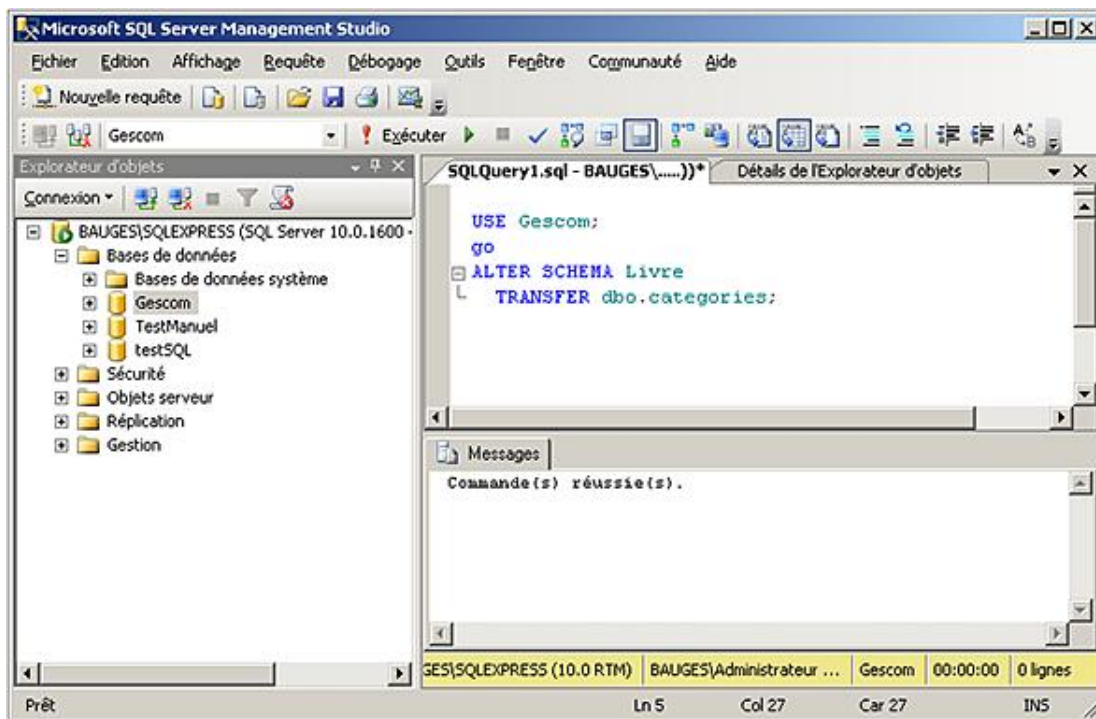 Microsoft SQL Server Management Studio
Fichier Edition Affichage Requête Débogage Outils Fenêtre Communauté Aide
Nouvelle requête
Gescom Exécuter
Explorateur d'objets
Connexion
BAUGES\SQLEXPRESS (SQL Server 10.0.1600 -
Bases de données
Bases de données système
Gescom
TestManuel
testSQL
Sécurité
Objets serveur
Réplication
Gestion
SQLQuery1.sql - BAUGES\.....))* Détails de l'Explorateur d'objets
USE Gescom;
go
ALTER SCHEMA Livre
TRANSFER dbo.categories;
Messages
Commande(s) réussie(s).
GES\SQLEXPRESS (10.0 RTM) BAUGES\Administrateur ... Gescom 00:00:00 0 lignes
Prêt Ln 5 Col 27 Car 27 INS